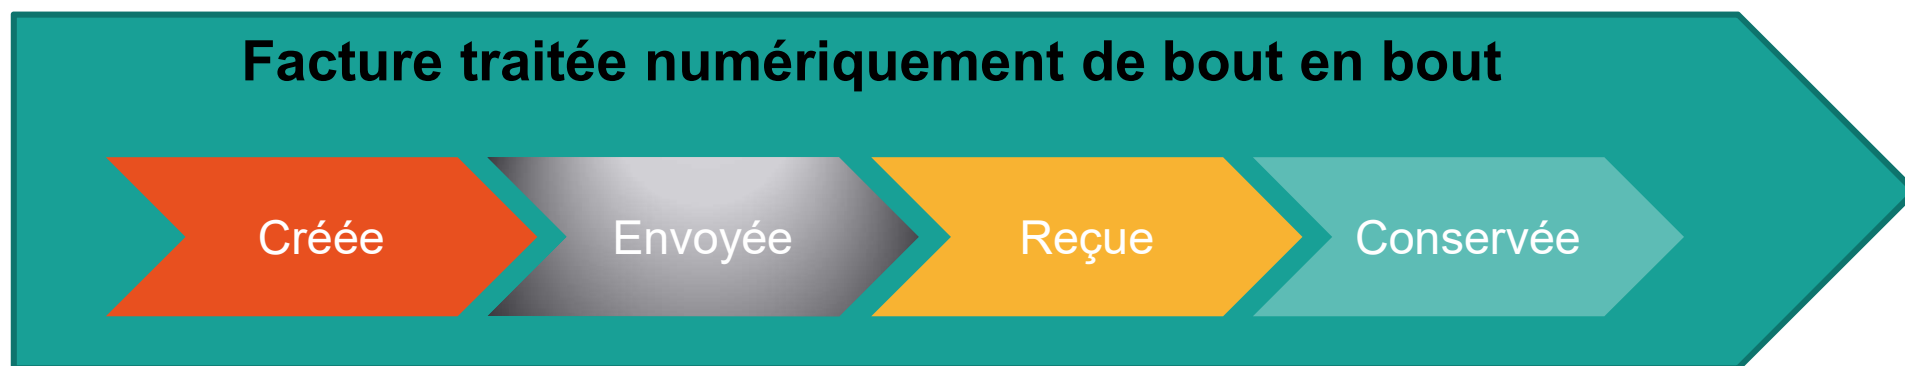 Facture traitée numériquement de bout en bout
Créée
Envoyée
Reçue
Conservée